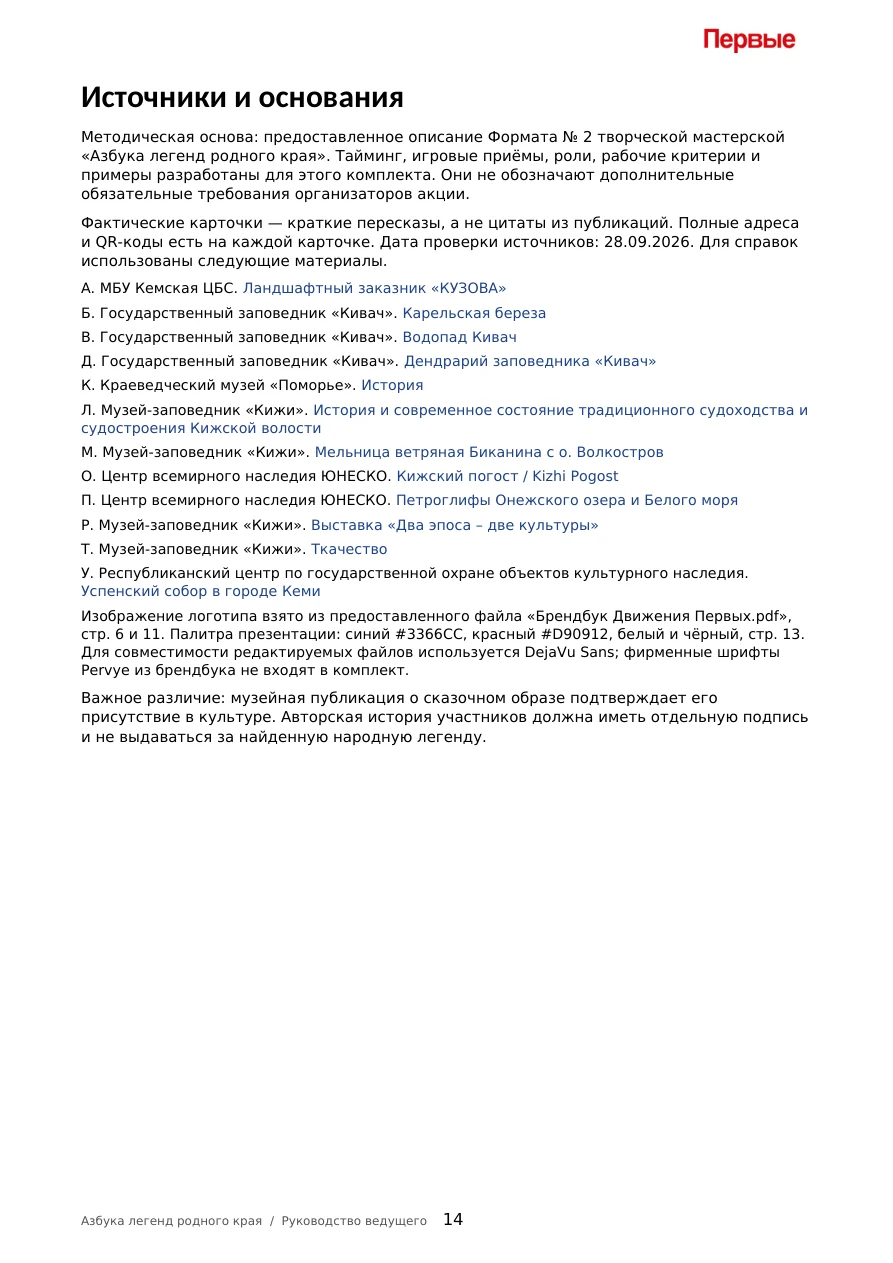 Первые
Источники и основания
Методическая основа: предоставленное описание Формата № 2 творческой мастерской
«Азбука легенд родного края». Тайминг, игровые приёмы, роли, рабочие критерии и
примеры разработаны для этого комплекта. Они не обозначают дополнительные
обязательные требования организаторов акции.
Фактические карточки — краткие пересказы, а не цитаты из публикаций. Полные адреса
и QR-коды есть на каждой карточке. Дата проверки источников: 28.09.2026. Для справок
использованы следующие материалы.
А. МБУ Кемская ЦБС. Ландшафтный заказник «КУЗОВА»
Б. Государственный заповедник «Кивач». Карельская береза
В. Государственный заповедник «Кивач». Водопад Кивач
Д. Государственный заповедник «Кивач». Дендрарий заповедника «Кивач»
К. Краеведческий музей «Поморье». История
Л. Музей-заповедник «Кижи». История и современное состояние традиционного судоходства и
судостроения Кижской волости
М. Музей-заповедник «Кижи». Мельница ветряная Биканина с о. Волкостров
О. Центр всемирного наследия ЮНЕСКО. Кижский погост / Kizhi Pogost
П. Центр всемирного наследия ЮНЕСКО. Петроглифы Онежского озера и Белого моря
Р. Музей-заповедник «Кижи». Выставка «Два эпоса – две культуры»
Т. Музей-заповедник «Кижи». Ткачество
У. Республиканский центр по государственной охране объектов культурного наследия.
Успенский собор в городе Кеми
Изображение логотипа взято из предоставленного файла «Брендбук Движения Первых.pdf»,
стр. 6 и 11. Палитра презентации: синий #3366CC, красный #D90912, белый и чёрный, стр. 13.
Для совместимости редактируемых файлов используется DejaVu Sans; фирменные шрифты
Pervye из брендбука не входят в комплект.
Важное различие: музейная публикация о сказочном образе подтверждает его
присутствие в культуре. Авторская история участников должна иметь отдельную подпись
и не выдаваться за найденную народную легенду.
Азбука легенд родного края / Руководство ведущего 14